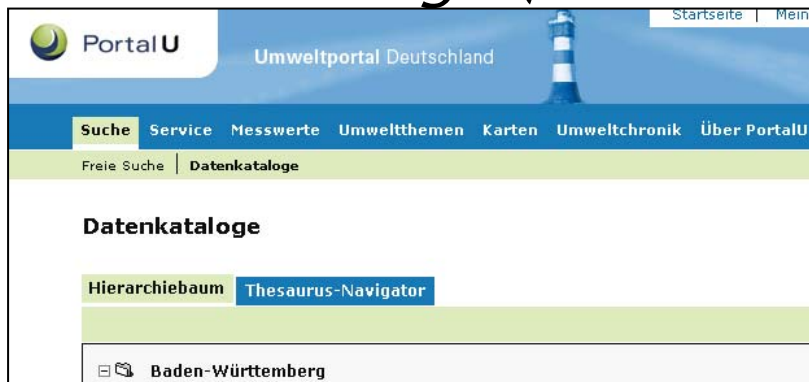 Startseite | Mein
PortalU
Umweltportal Deutschland
Suche Service Messwerte Umweltthemen Karten Umweltchronik Über PortalU
Freie Suche | Datenkataloge
Datenkataloge
Hierarchiebaum Thesaurus-Navigator
Baden-Württemberg